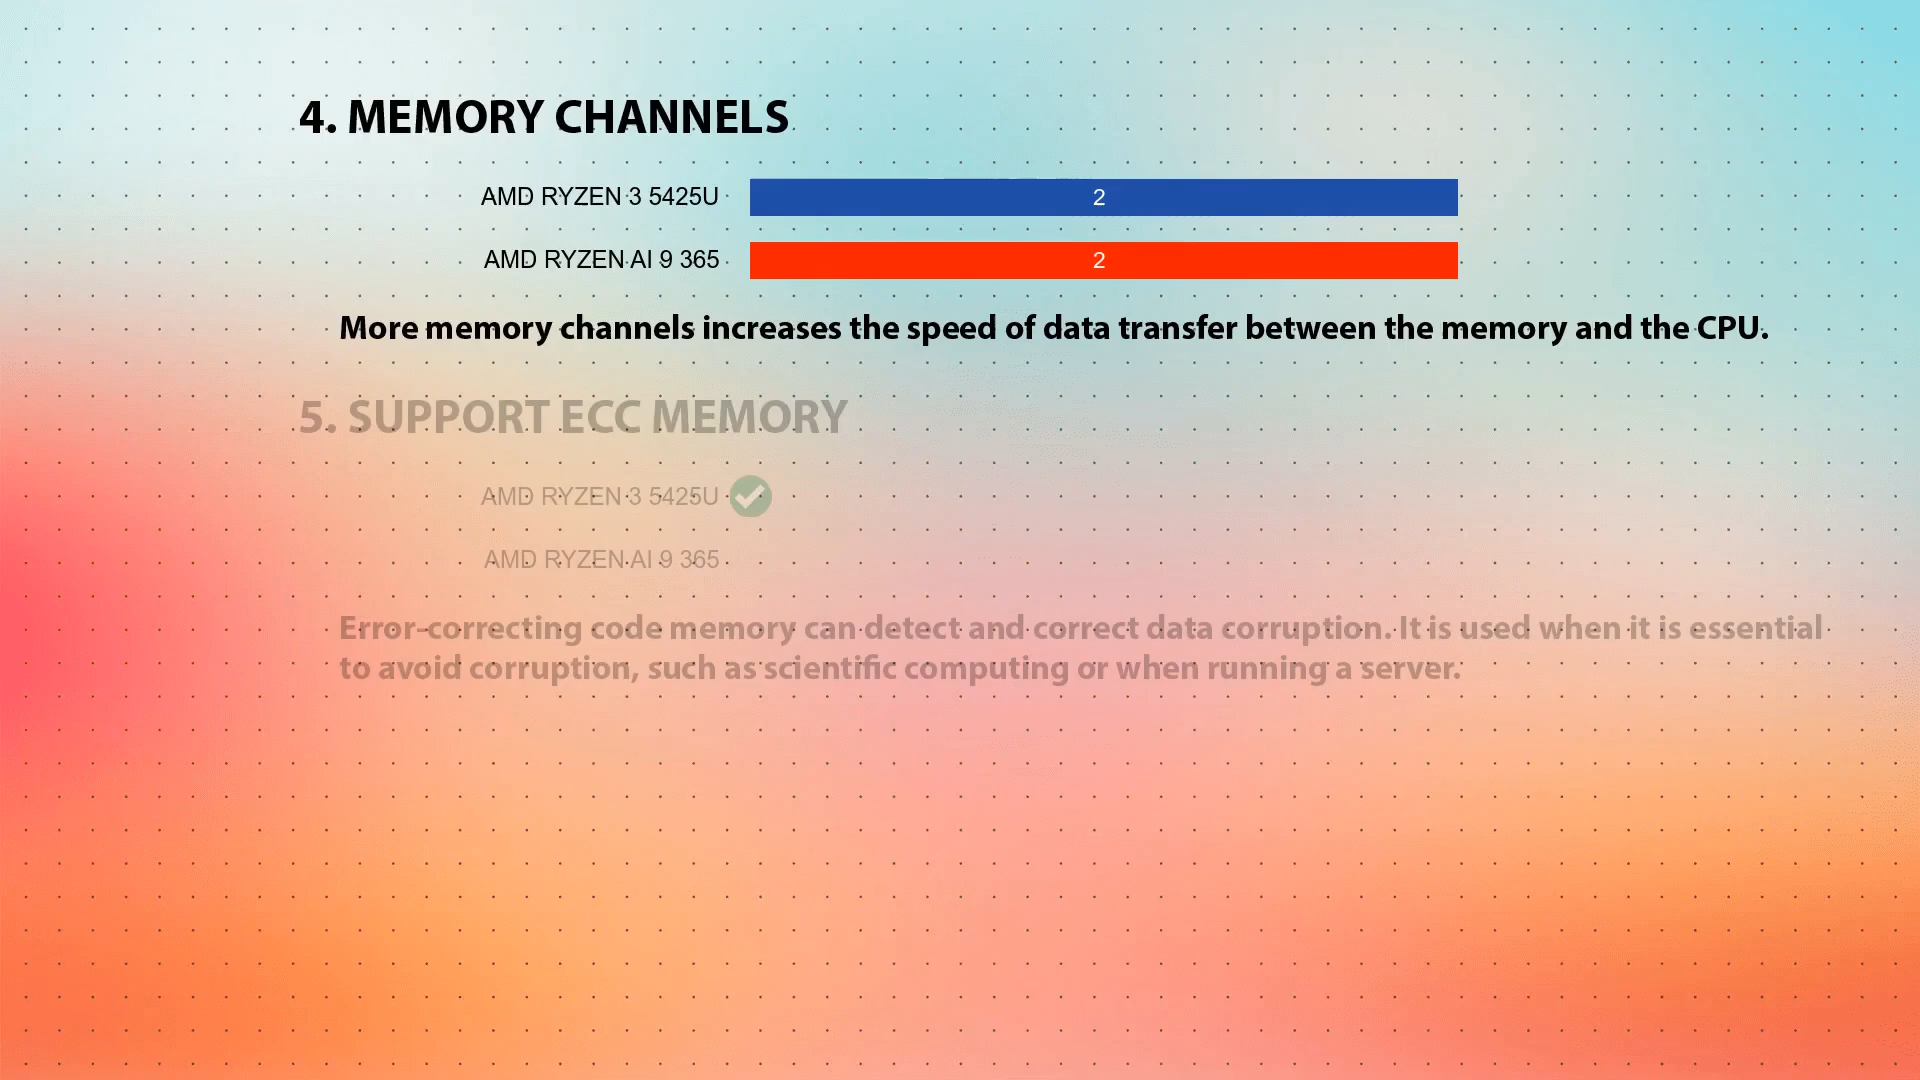 4. MEMORY CHANNELS
AMD RYZEN 3 5425U
2
AMD RYZEN AI 9 365
2
More memory channels increases the speed of data transfer between the memory and the CPU.
5. SUPPORT ECC MEMORY
AMD RYZEN 3 5425U
AMD RYZEN AI 9 365
Error-correcting code memory can detect and correct data corruption. It is used when it is essential
to avoid corruption, such as scientific computing or when running a server.